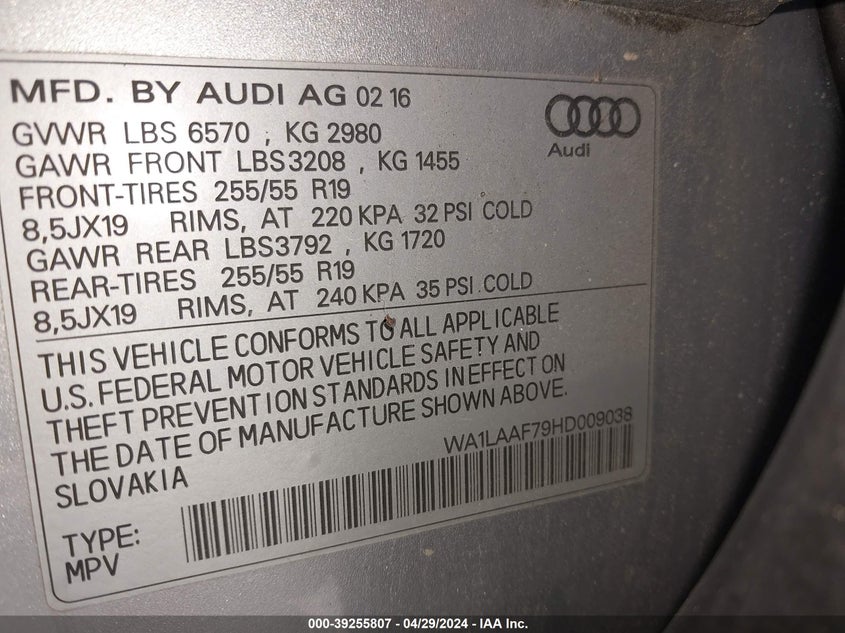 MFD. BY AUDI AG 02 16
Audi
GVWR LBS 6570 , KG 2980
GAWR FRONT LBS3208 , KG 1455
FRONT-TIRES 255/55 R19
8,5JX19 RIMS, AT 220 KPA 32 PSI COLD
GAWR REAR LBS3792 , KG 1720
REAR-TIRES 255/55 R19
8,5JX19 RIMS, AT 240 KPA 35 PSI COLD
THIS VEHICLE CONFORMS TO ALL APPLICABLE
U.S. FEDERAL MOTOR VEHICLE SAFETY AND
THEFT PREVENTION STANDARDS IN EFFECT ON
THE DATE OF MANUFACTURE SHOWN ABOVE.
SLOVAKIA
WA1LAAF79HD009038
TYPE:
MPV
000-39255807 - 04/29/2024 - IAA Inc.